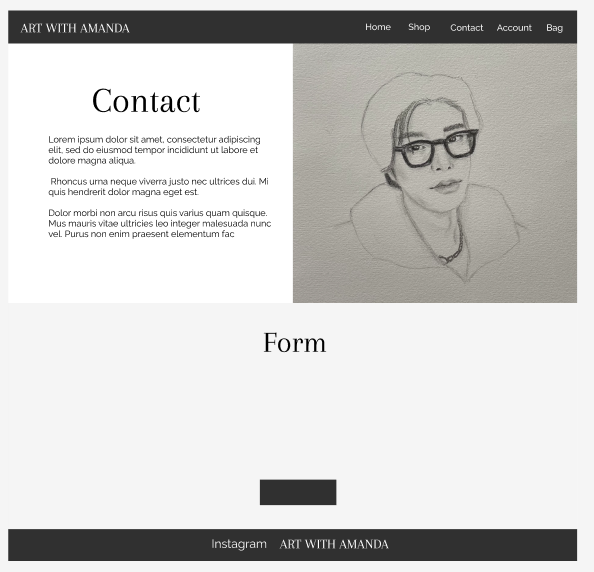 ART WITH AMANDA
Home Shop Contact Account Bag
Contact
Lorem ipsum dolor sit amet, consectetur adipiscing
elit, sed do eiusmod tempor incididunt ut labore et
dolore magna aliqua.
Rhoncus urna neque viverra justo nec ultrices dui. Mi
quis hendrerit dolor magna eget est.
Dolor morbi non arcu risus quis varius quam quisque.
Mus mauris vitae ultricies leo integer malesuada nunc
vel. Purus non enim praesent elementum fac
Form
Instagram ART WITH AMANDA